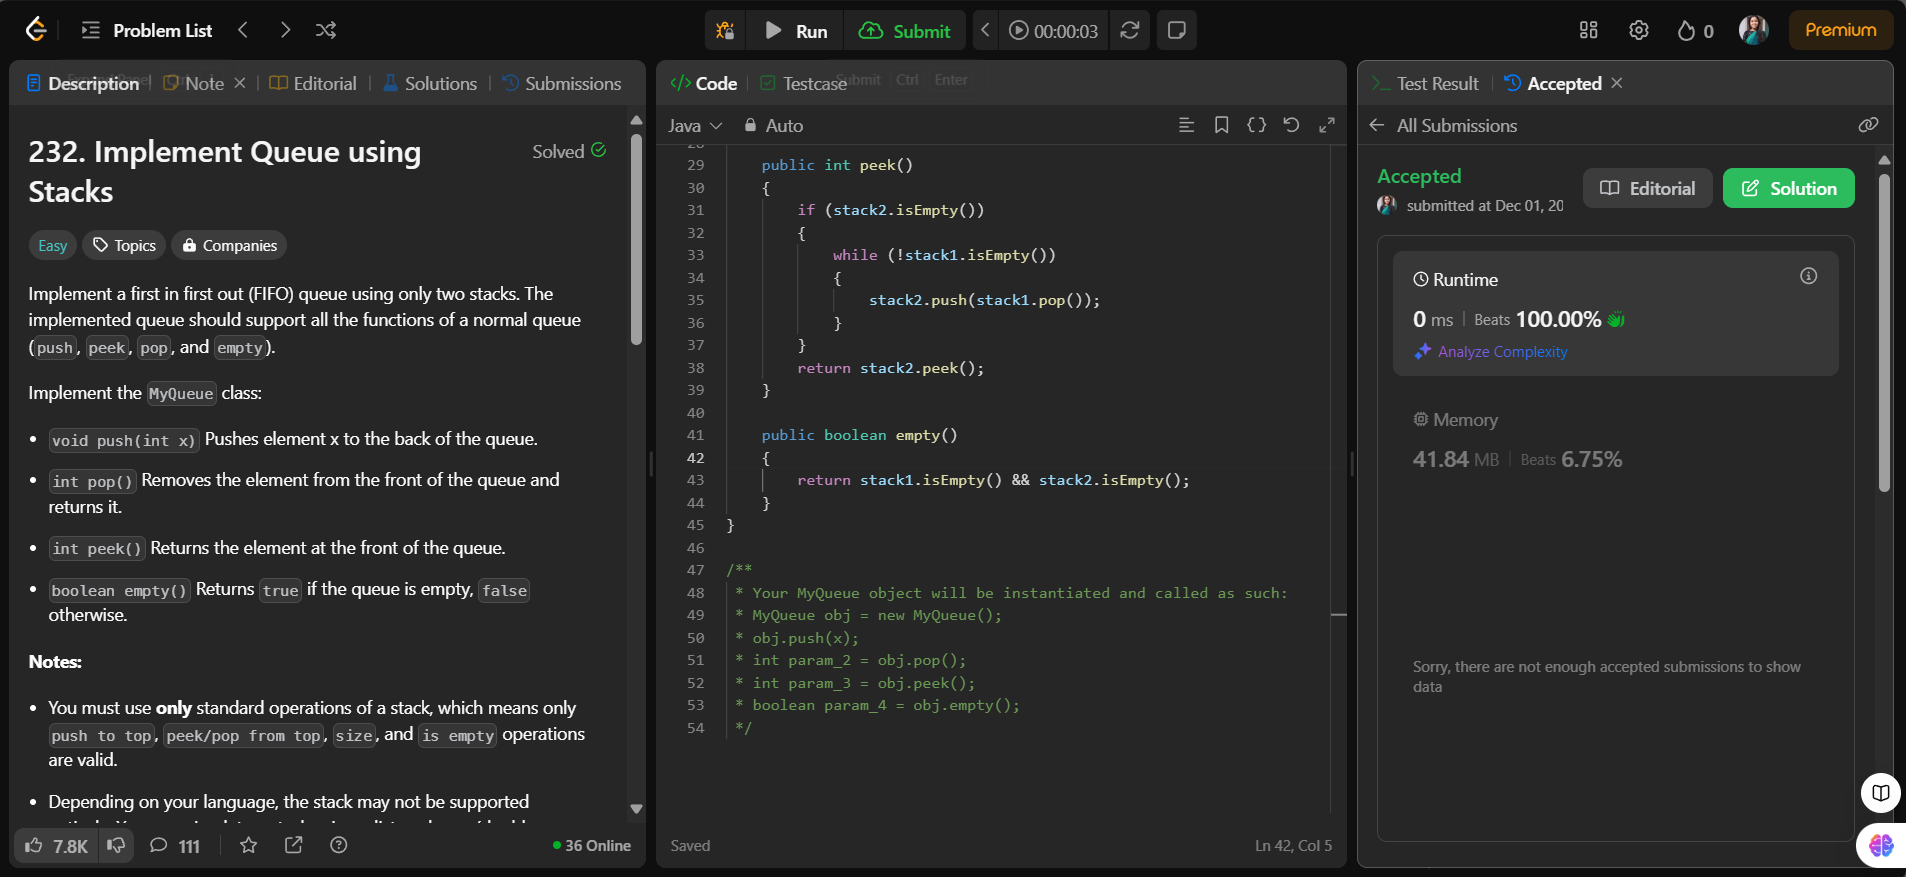 Problem List
Run
Submit
00:00:03
0
Premium
Description
Note
Editorial
Solutions
Submissions
232. Implement Queue using
Stacks
Solved
Easy
Topics
Companies
Implement a first in first out (FIFO) queue using only two stacks. The
implemented queue should support all the functions of a normal queue
(push, peek, pop, and empty).
Implement the MyQueue class:
• void push(int x) Pushes element x to the back of the queue.
• int pop() Removes the element from the front of the queue and
returns it.
• int peek() Returns the element at the front of the queue.
• boolean empty() Returns true if the queue is empty, false
otherwise.
Notes:
• You must use only standard operations of a stack, which means only
push to top, peek/pop from top, size, and is empty operations
are valid.
• Depending on your language, the stack may not be supported
7.8K
111
36 Online
Code
Testcase
Submit Ctrl Enter
Java
Auto
29 public int peek()
30 {
31 if (stack2.isEmpty())
32 {
33 while (!stack1.isEmpty())
34 {
35 stack2.push(stack1.pop());
36 }
37 }
38 return stack2.peek();
39 }
40
41 public boolean empty()
42 {
43 return stack1.isEmpty() && stack2.isEmpty();
44 }
45 }
46
47 /**
48 * Your MyQueue object will be instantiated and called as such:
49 * MyQueue obj = new MyQueue();
50 * obj.push(x);
51 * int param_2 = obj.pop();
52 * int param_3 = obj.peek();
53 * boolean param_4 = obj.empty();
54 */
Saved
Ln 42, Col 5
Test Result
Accepted
All Submissions
Accepted
submitted at Dec 01, 20
Editorial
Solution
Runtime
0 ms | Beats 100.00%
Analyze Complexity
Memory
41.84 MB | Beats 6.75%
Sorry, there are not enough accepted submissions to show
data